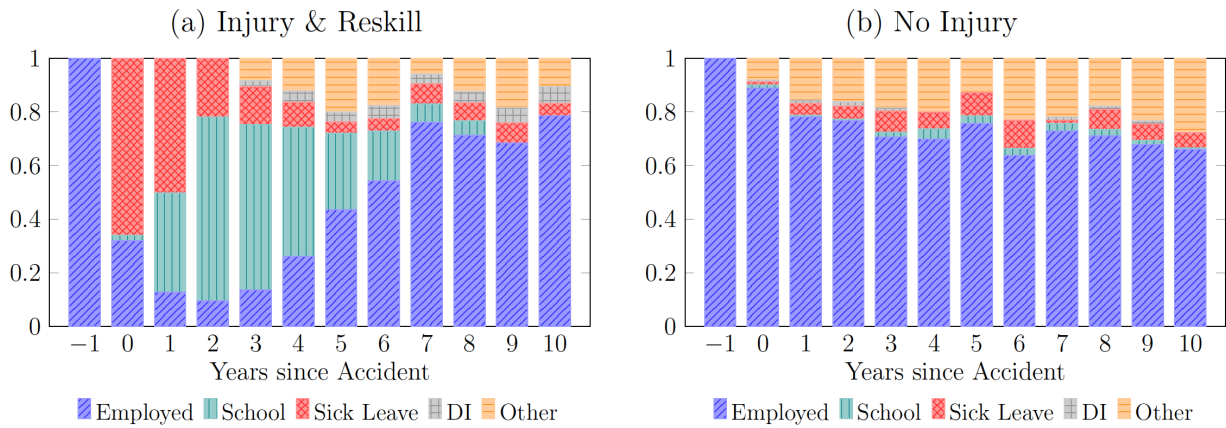 (a) Injury & Reskill
1
0.8
0.6
0.4
0.2
0
−1 0 1 2 3 4 5 6 7 8 9 10
Years since Accident
Employed School Sick Leave DI Other
(b) No Injury
1
0.8
0.6
0.4
0.2
0
−1 0 1 2 3 4 5 6 7 8 9 10
Years since Accident
Employed School Sick Leave DI Other